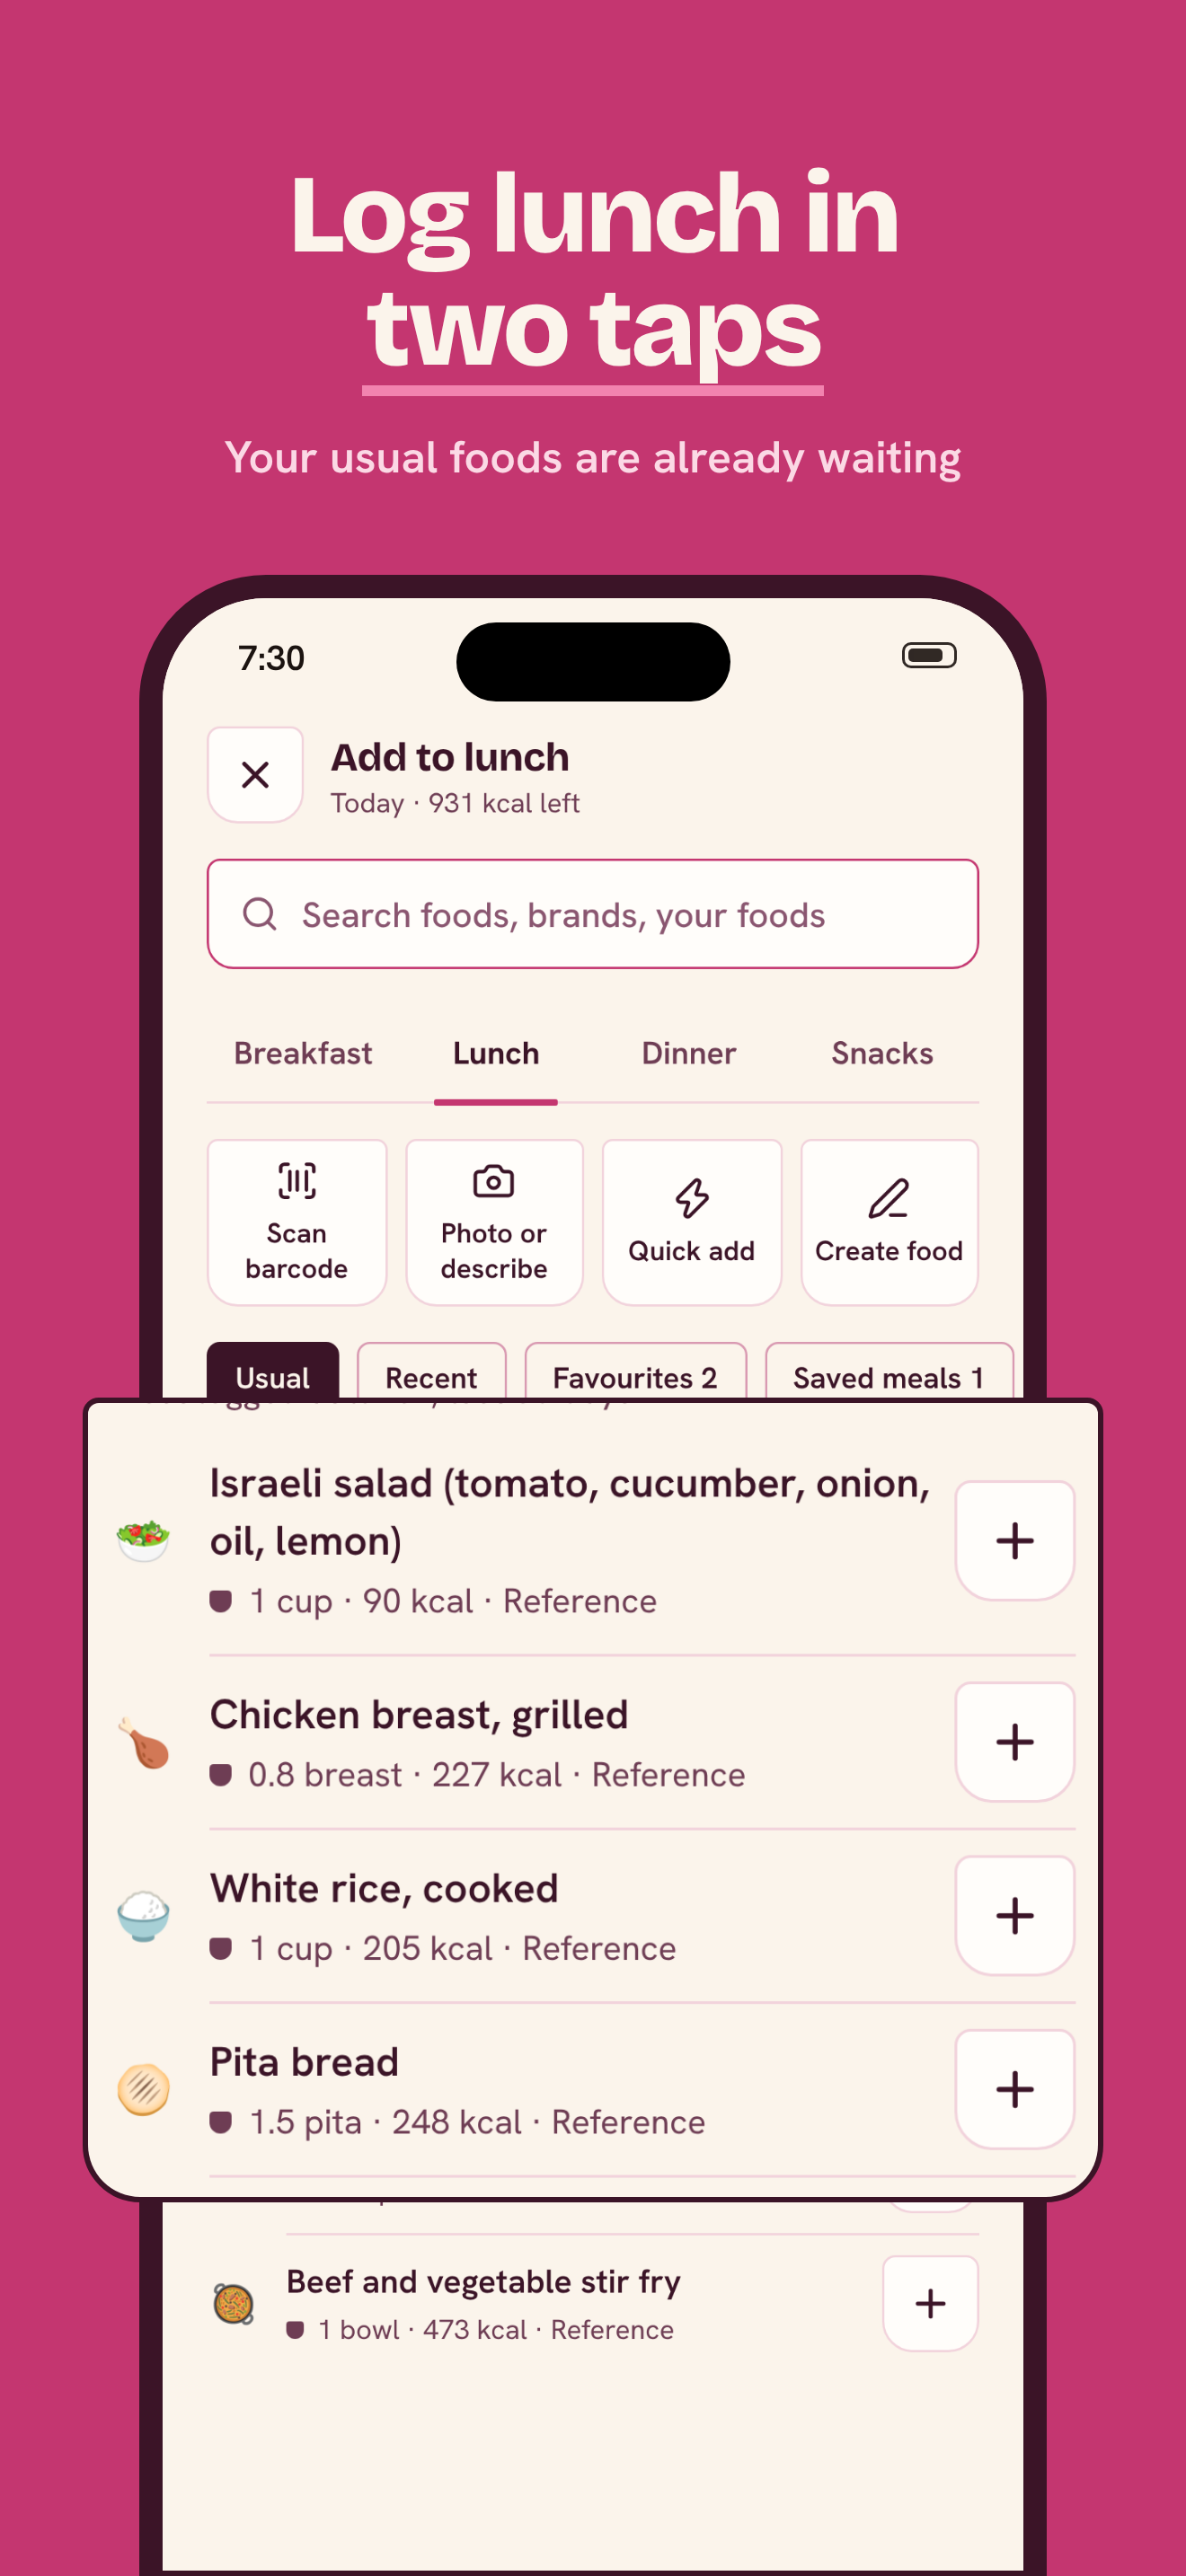 Log lunch in
two taps
Your usual foods are already waiting
7:30
Add to lunch
Today · 931 kcal left
Search foods, brands, your foods
Breakfast Lunch Dinner Snacks
Scan
barcode
Photo or
describe
Quick add
Create food
Usual Recent Favourites 2 Saved meals 1
Israeli salad (tomato, cucumber, onion,
oil, lemon)
1 cup · 90 kcal · Reference
Chicken breast, grilled
0.8 breast · 227 kcal · Reference
White rice, cooked
1 cup · 205 kcal · Reference
Pita bread
1.5 pita · 248 kcal · Reference
Beef and vegetable stir fry
1 bowl · 473 kcal · Reference